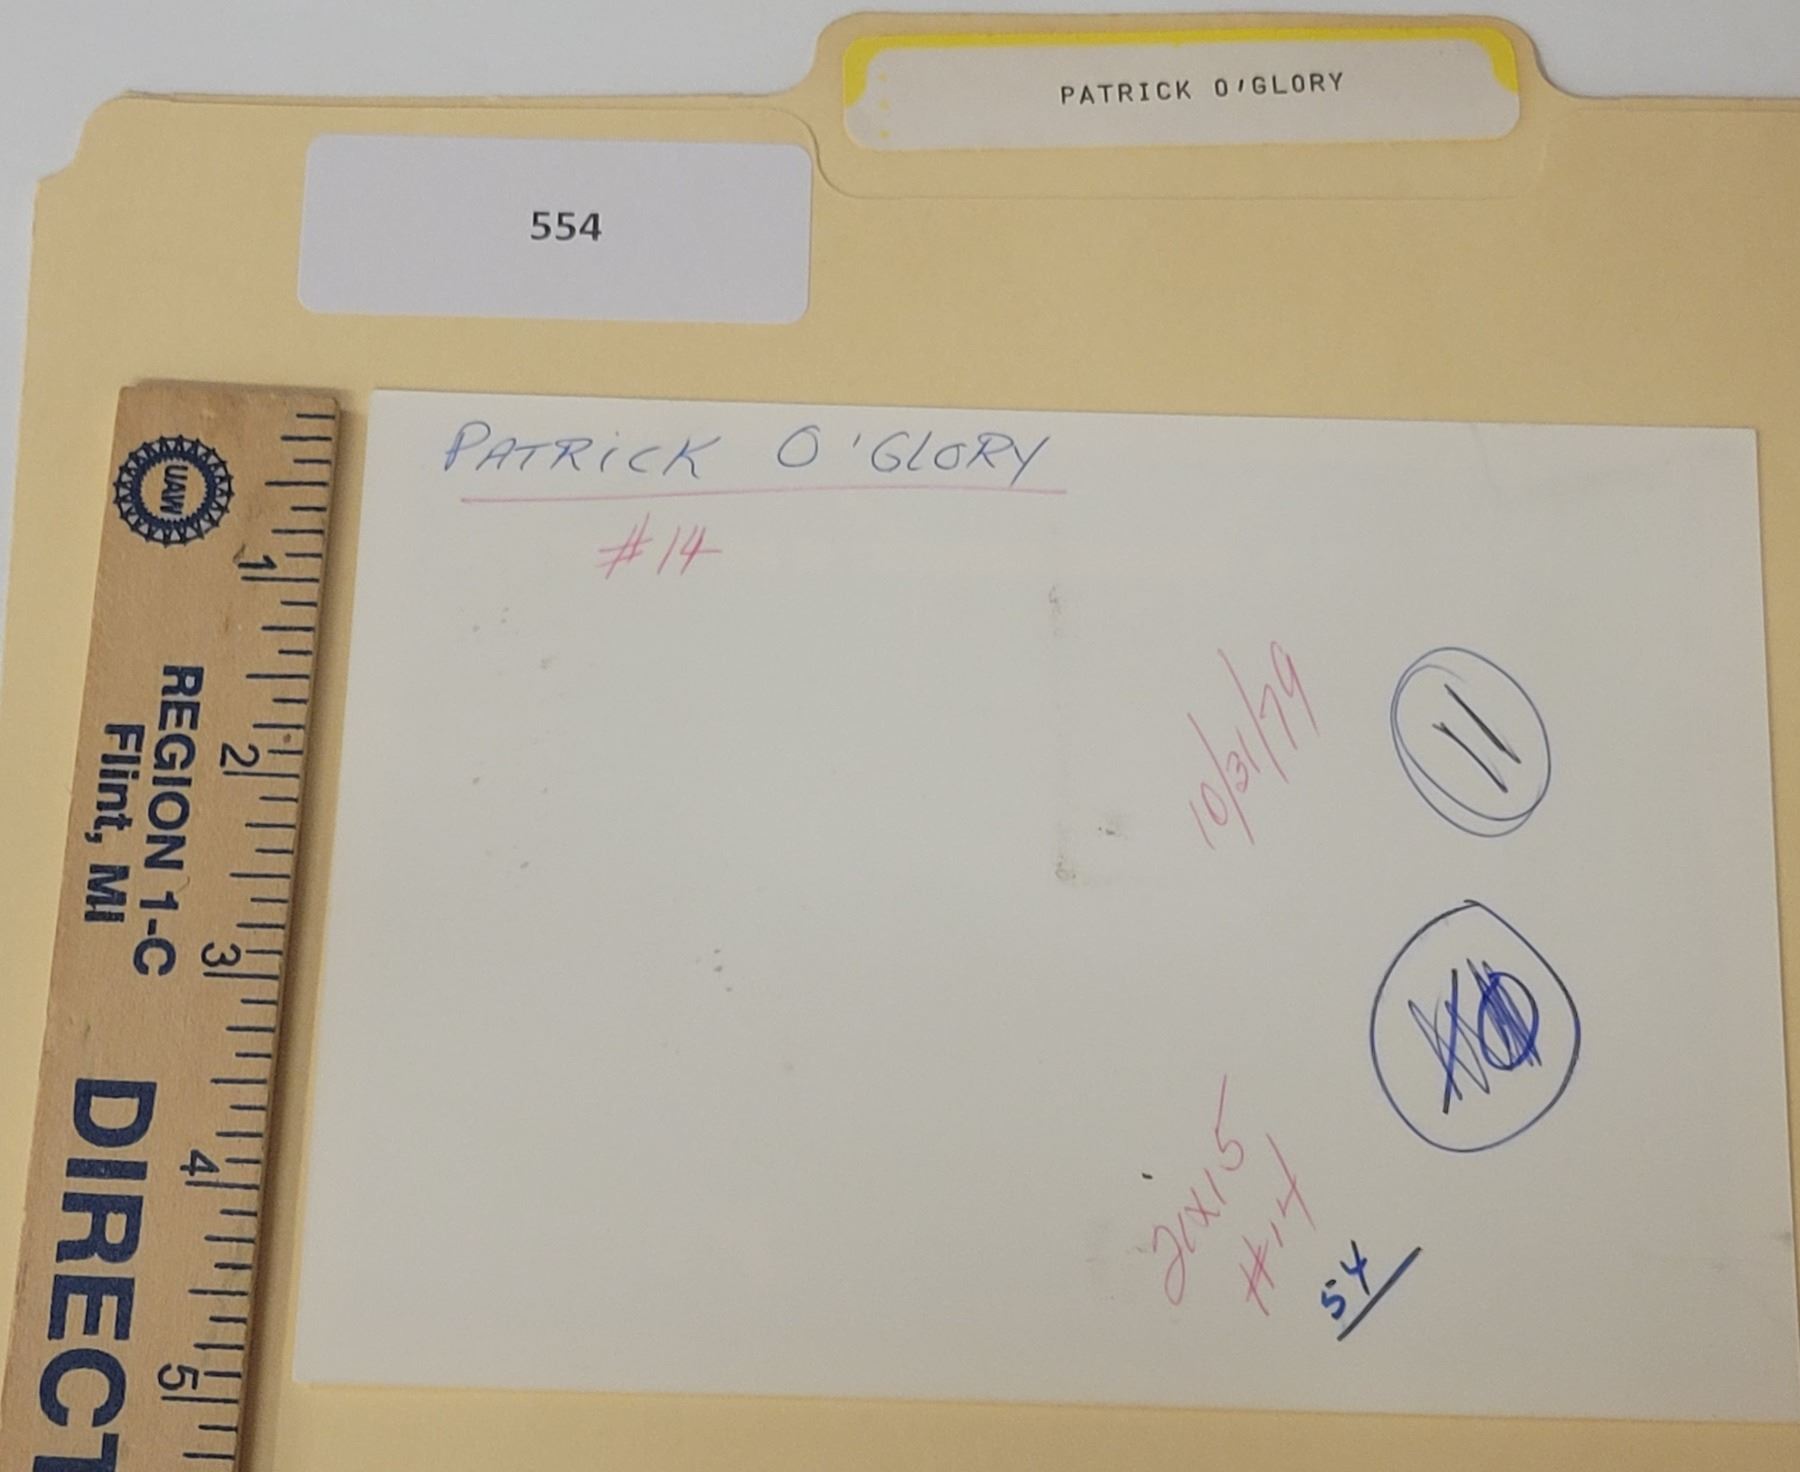 PATRICK O'GLORY
554
PATRICK O'GLORY
#14
10/31/79
11
#14
54
UAW
REGION 1-C
Flint, MI
DIRECT
1
2
3
4
5